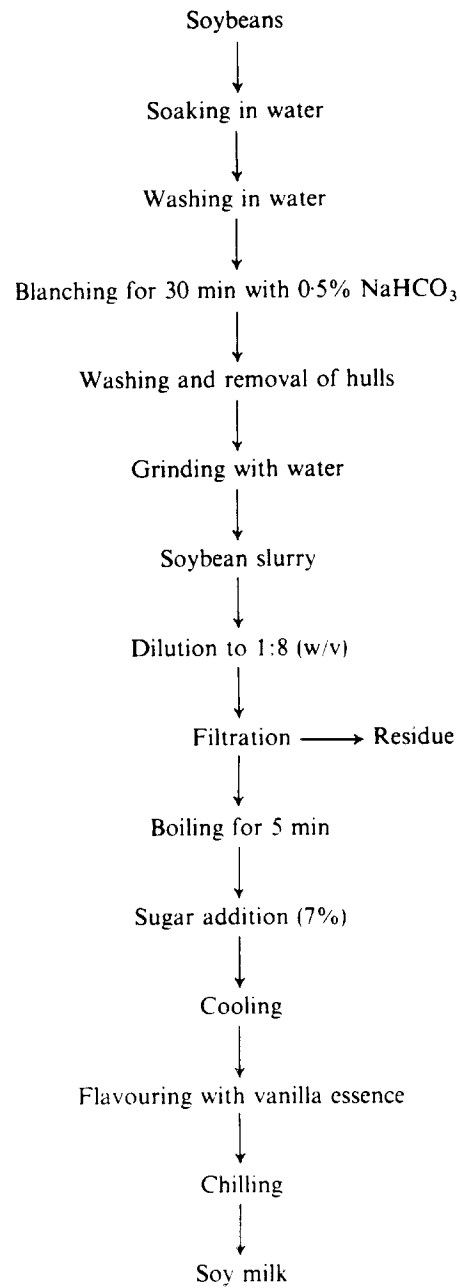 Soybeans
Soaking in water
Washing in water
Blanching for 30 min with 0·5% NaHCO₃
Washing and removal of hulls
Grinding with water
Soybean slurry
Dilution to 1:8 (w/v)
Filtration → Residue
Boiling for 5 min
Sugar addition (7%)
Cooling
Flavouring with vanilla essence
Chilling
Soy milk